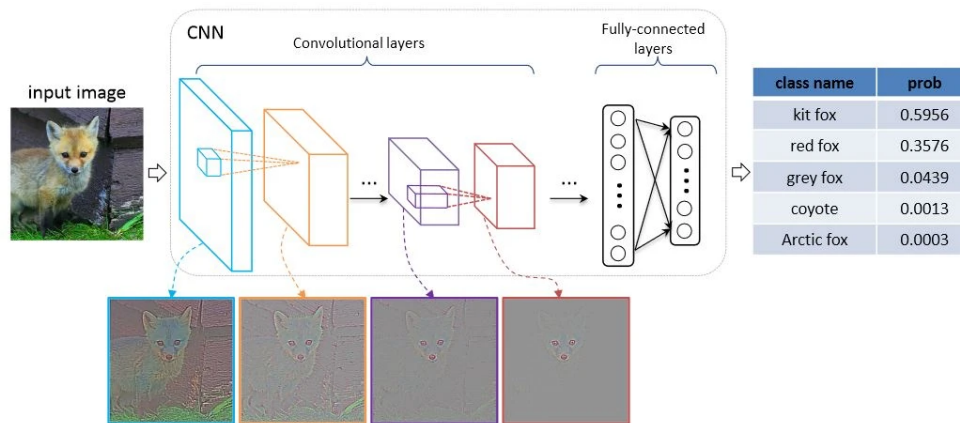 CNN
Convolutional layers
Fully-connected
layers
input image
...
...
class name prob
kit fox 0.5956
red fox 0.3576
grey fox 0.0439
coyote 0.0013
Arctic fox 0.0003